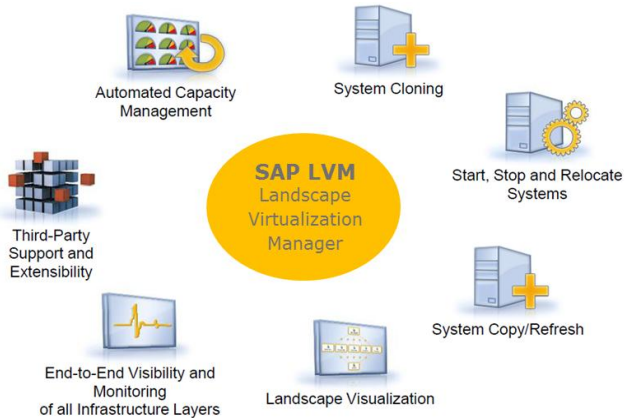 Automated Capacity
Management
System Cloning
Start, Stop and Relocate
Systems
SAP LVM
Landscape
Virtualization
Manager
Third-Party
Support and
Extensibility
System Copy/Refresh
End-to-End Visibility and
Monitoring
of all Infrastructure Layers
Landscape Visualization